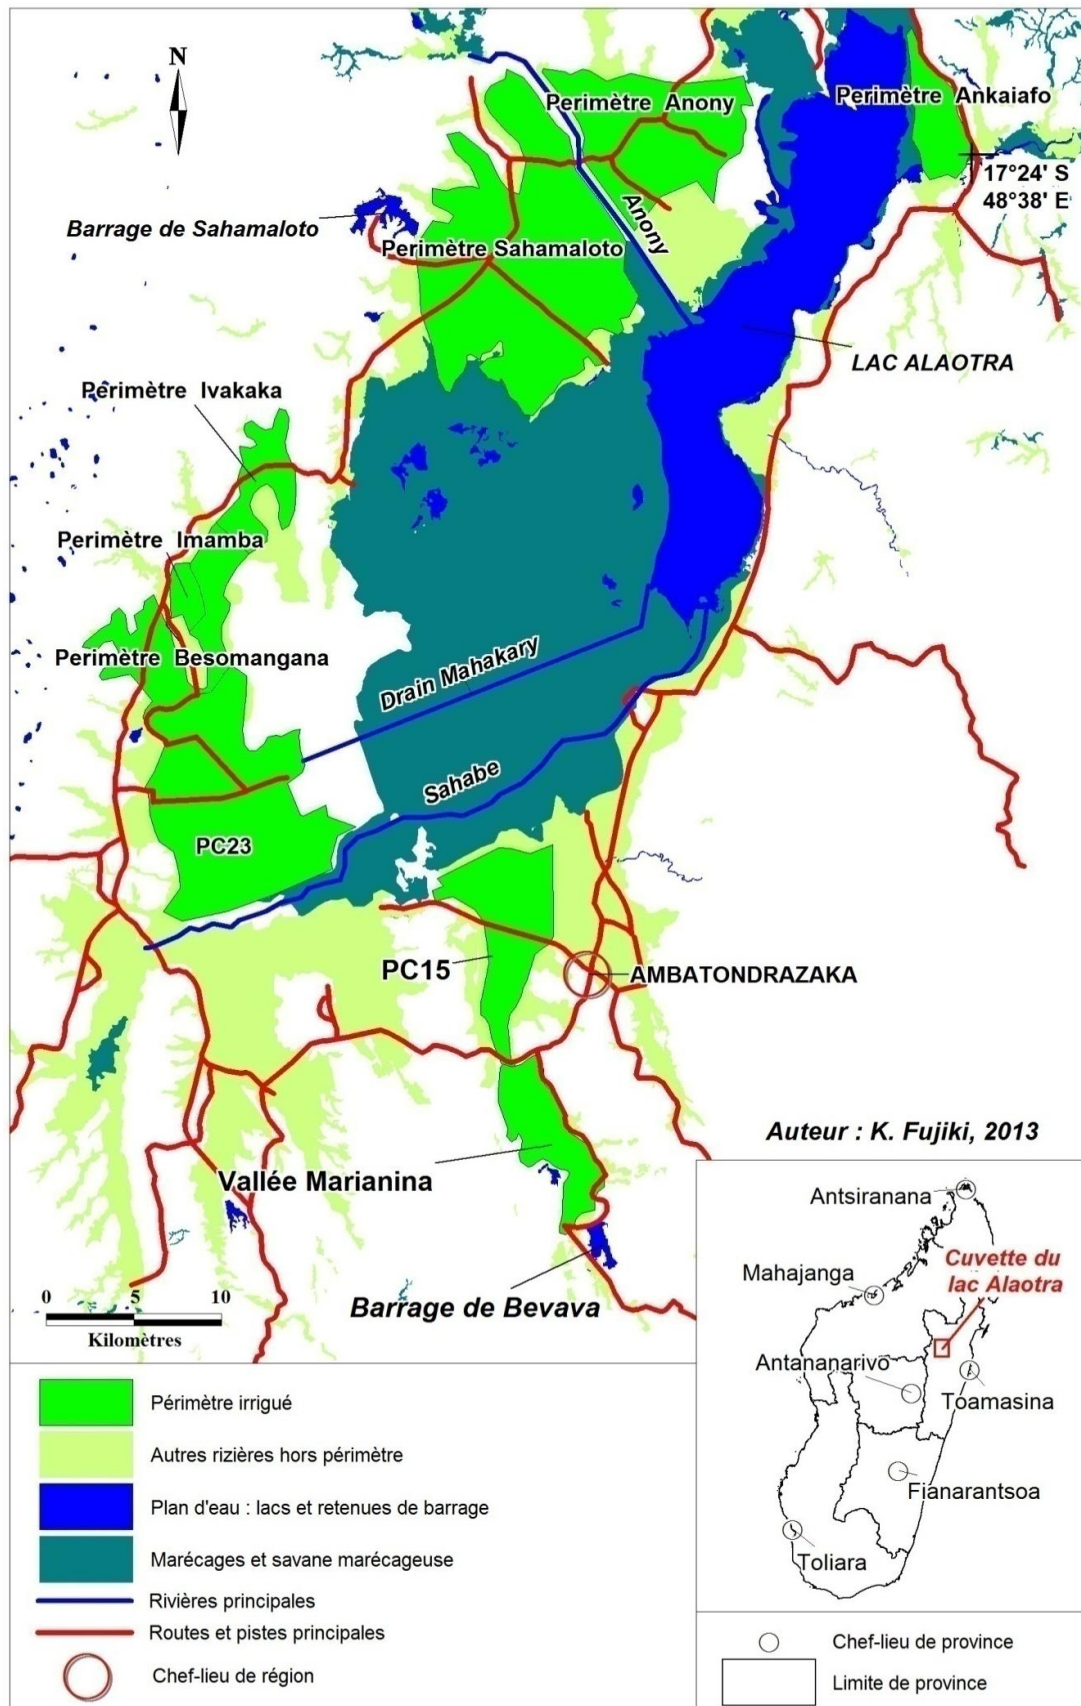 N
Perimètre Anony
Perimètre Ankaiafo
17°24' S
48°38' E
Barrage de Sahamaloto
Perimètre Sahamaloto
Anony
LAC ALAOTRA
Perimètre Ivakaka
Perimètre Imamba
Perimètre Besomangana
Drain Mahakary
Sahabe
PC23
PC15
AMBATONDRAZAKA
Vallée Marianina
Auteur : K. Fujiki, 2013
Barrage de Bevava
0 5 10
Kilomètres
Antsiranana
Cuvette du
lac Alaotra
Mahajanga
Antananarivo
Toamasina
Fianarantsoa
Toliara
Périmètre irrigué
Autres rizières hors périmètre
Plan d'eau : lacs et retenues de barrage
Marécages et savane marécageuse
Rivières principales
Routes et pistes principales
Chef-lieu de région
Chef-lieu de province
Limite de province